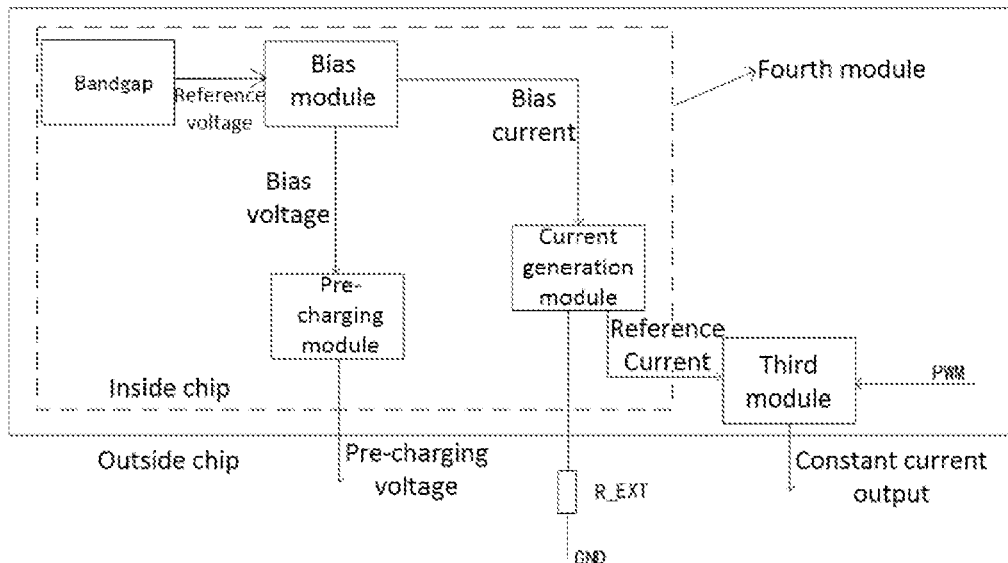 Bandgap
Reference
voltage
Bias
module
Bias
current
Fourth module
Bias
voltage
Current
generation
module
Pre-
charging
module
Reference
Current
Third
module
PWM
Inside chip
Outside chip
Pre-charging
voltage
R_EXT
Constant current
output
GND